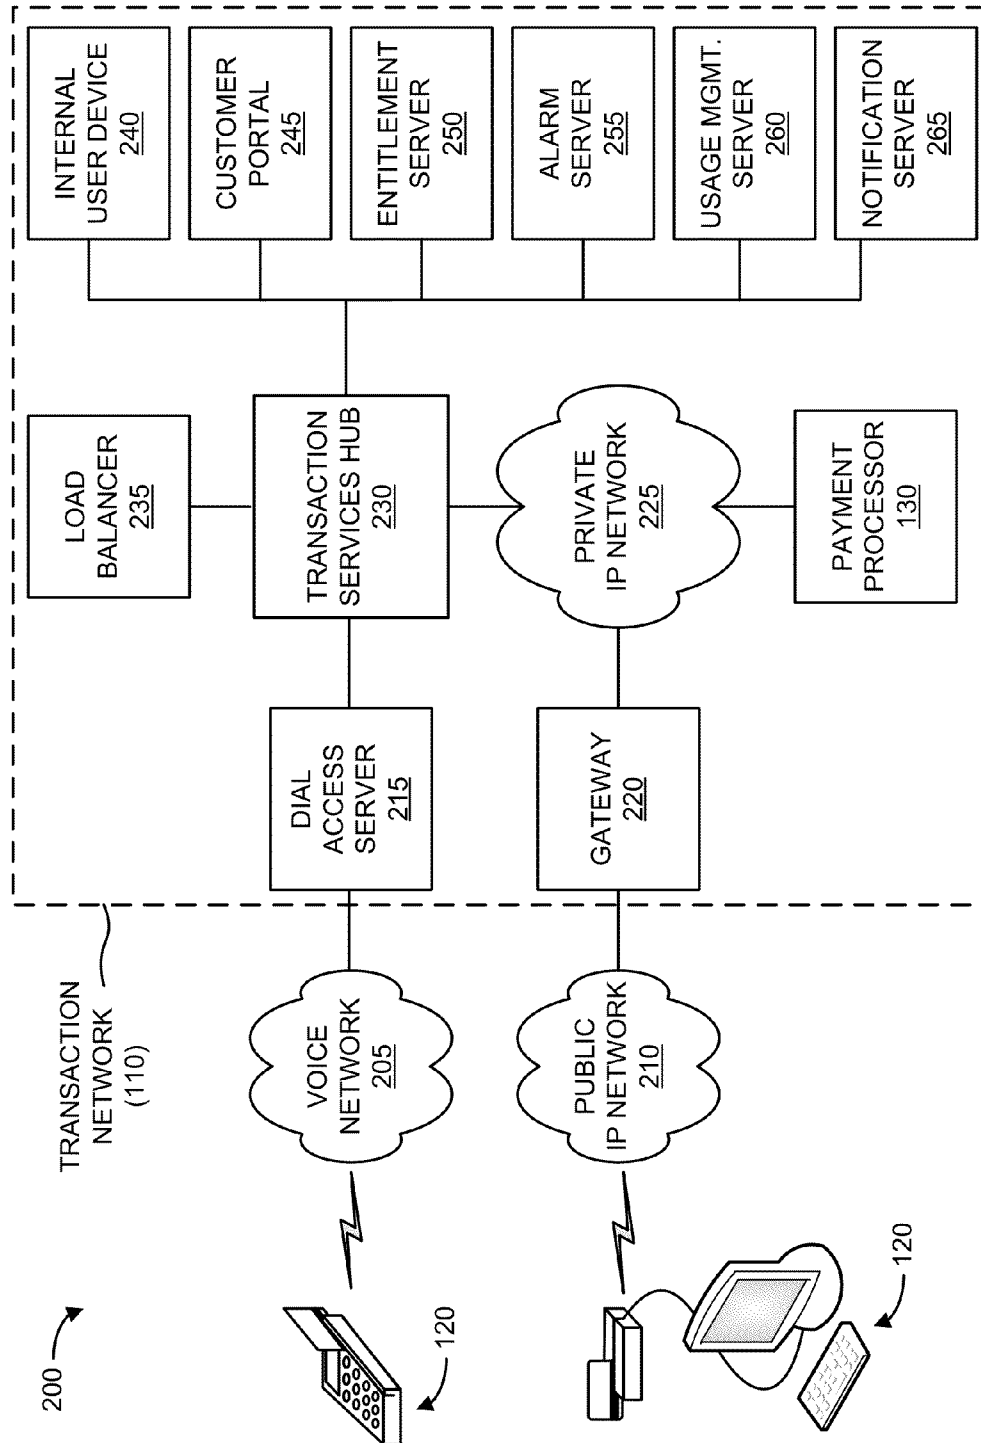 200
TRANSACTION
NETWORK
(110)
120
120
VOICE
NETWORK
205
PUBLIC
IP NETWORK
210
DIAL
ACCESS
SERVER
215
GATEWAY
220
LOAD
BALANCER
235
TRANSACTION
SERVICES HUB
230
PRIVATE
IP NETWORK
225
PAYMENT
PROCESSOR
130
INTERNAL
USER DEVICE
240
CUSTOMER
PORTAL
245
ENTITLEMENT
SERVER
250
ALARM
SERVER
255
USAGE MGMT.
SERVER
260
NOTIFICATION
SERVER
265